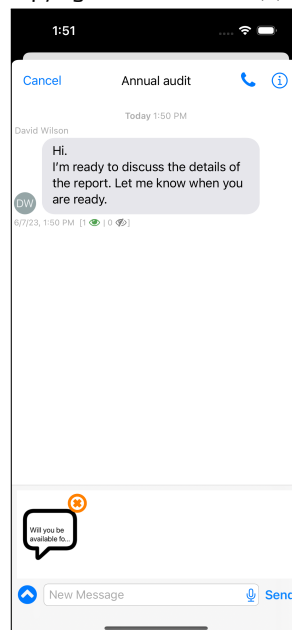 1:51
Cancel Annual audit
Today 1:50 PM
David Wilson
Hi.
I'm ready to discuss the details of
the report. Let me know when you
are ready.
DW
6/7/23, 1:50 PM [1 | 0 ]
Will you be
available fo...
New Message Send